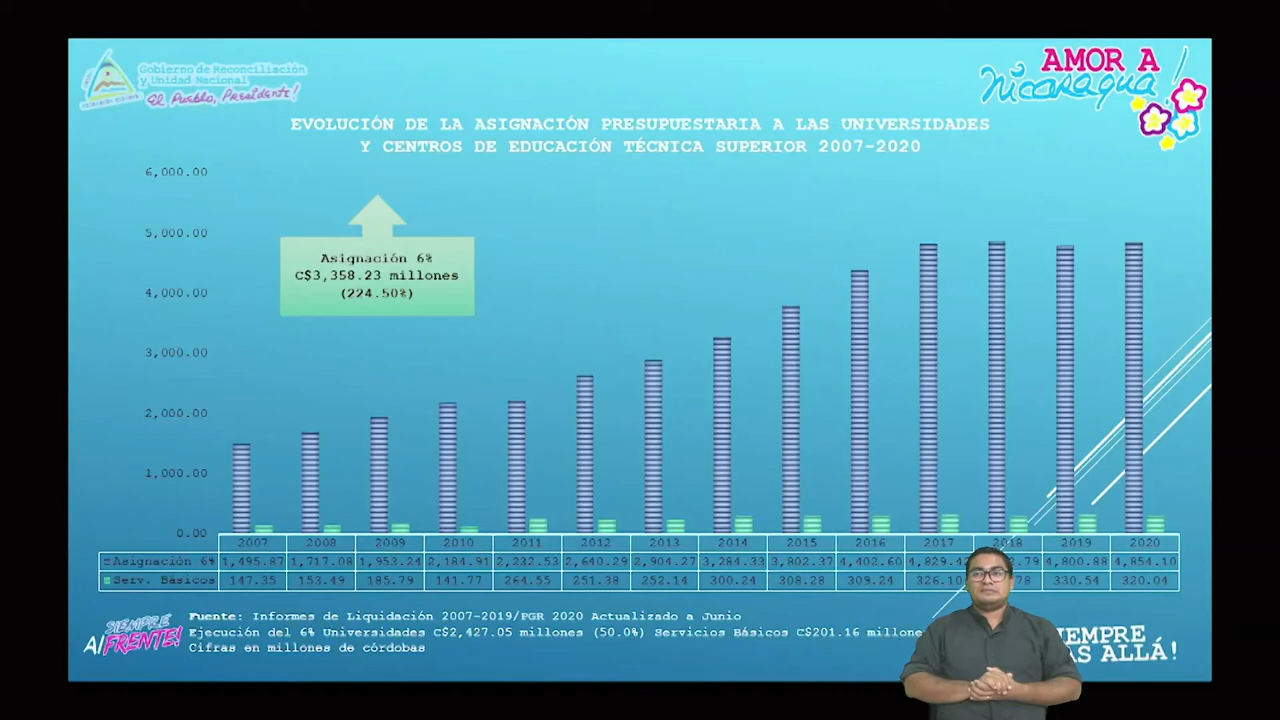 Gobierno de Reconciliación
y Unidad Nacional
El Pueblo, Presidente!
AMOR A
Nicaragua!
EVOLUCIÓN DE LA ASIGNACIÓN PRESUPUESTARIA A LAS UNIVERSIDADES
Y CENTROS DE EDUCACIÓN TÉCNICA SUPERIOR 2007-2020
6,000.00
5,000.00
4,000.00
3,000.00
2,000.00
1,000.00
0.00
Asignación 6%
C$3,358.23 millones
(224.50%)
2007 2008 2009 2010 2011 2012 2013 2014 2015 2016 2017 2018 2019 2020
Asignación 6% 1,495.87 1,717.08 1,953.24 2,184.91 2,232.53 2,640.29 2,904.27 3,284.33 3,802.37 4,402.60 4,829.4 .79 4,800.88 4,854.10
Serv. Básicos 147.35 153.49 185.79 141.77 264.55 251.38 252.14 300.24 308.28 309.24 326.10 78 330.54 320.04
SIEMPRE
Al FRENTE!
Fuente: Informes de Liquidación 2007-2019/PGR 2020 Actualizado a Junio
Ejecución del 6% Universidades C$2,427.05 millones (50.0%) Servicios Básicos C$201.16 millone
Cifras en millones de córdobas
IEMPRE
ÁS ALLÁ!